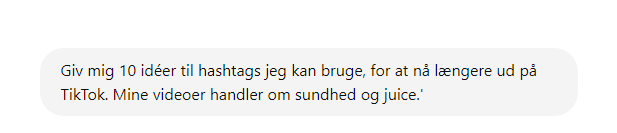 Giv mig 10 idéer til hashtags jeg kan bruge, for at nå længere ud på
TikTok. Mine videoer handler om sundhed og juice.'